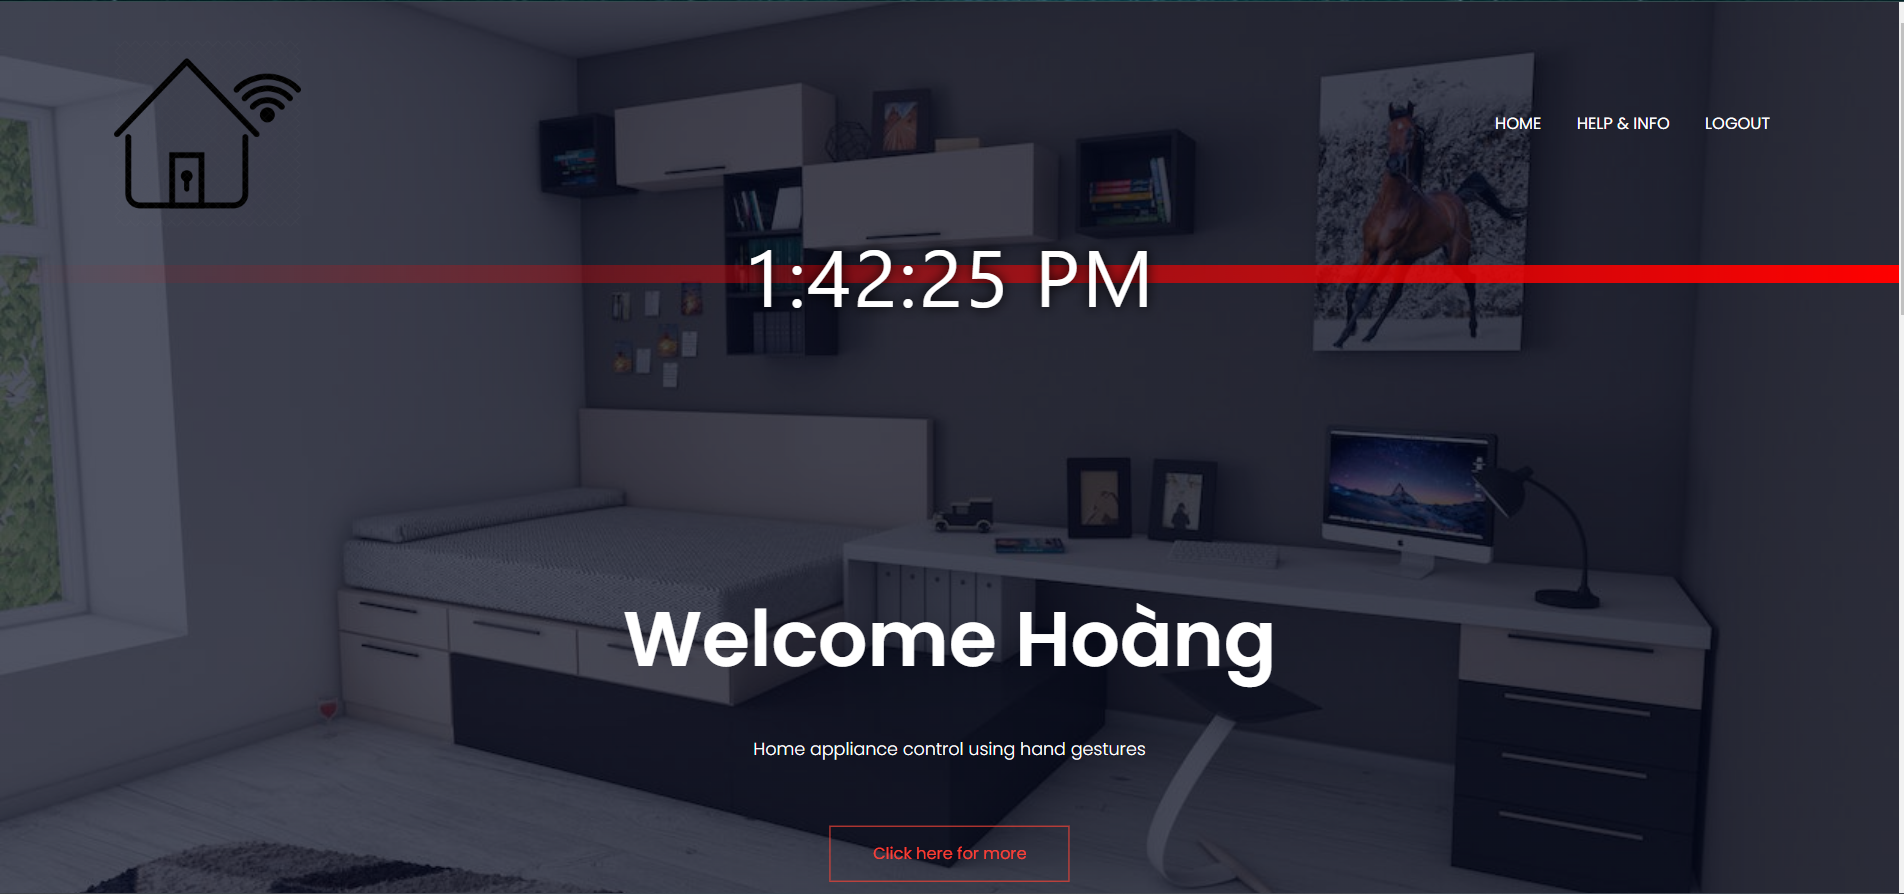 HOME HELP & INFO LOGOUT
1:42:25 PM
Welcome Hoàng
Home appliance control using hand gestures
Click here for more